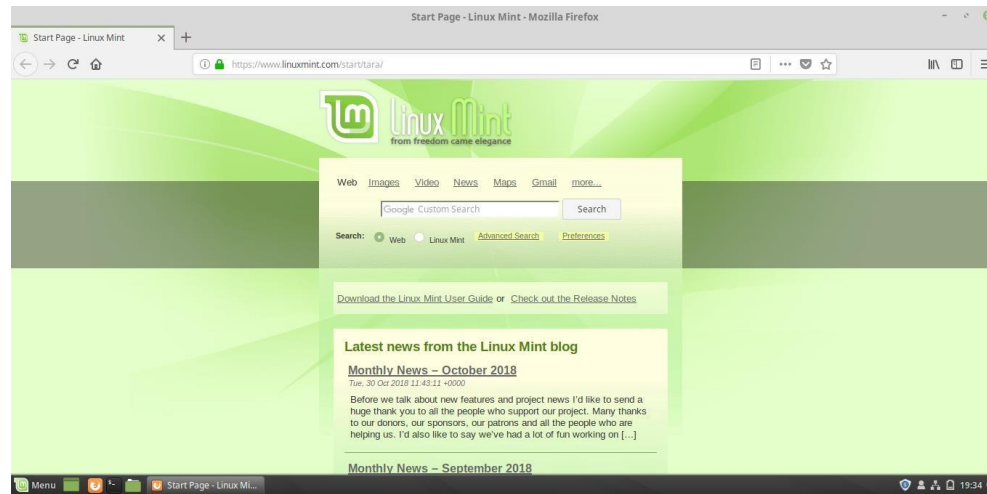 Start Page - Linux Mint - Mozilla Firefox
Start Page - Linux Mint
https://www.linuxmint.com/start/tara/
Linux Mint
from freedom came elegance
Web Images Video News Maps Gmail more...
Google Custom Search Search
Search: Web Linux Mint Advanced Search Preferences
Download the Linux Mint User Guide or Check out the Release Notes
Latest news from the Linux Mint blog
Monthly News – October 2018
Tue, 30 Oct 2018 11:43:11 +0000
Before we talk about new features and project news I'd like to send a
huge thank you to all the people who support our project. Many thanks
to our donors, our sponsors, our patrons and all the people who are
helping us. I'd also like to say we've had a lot of fun working on […]
Monthly News – September 2018
Menu Start Page - Linux Mi... 19:34